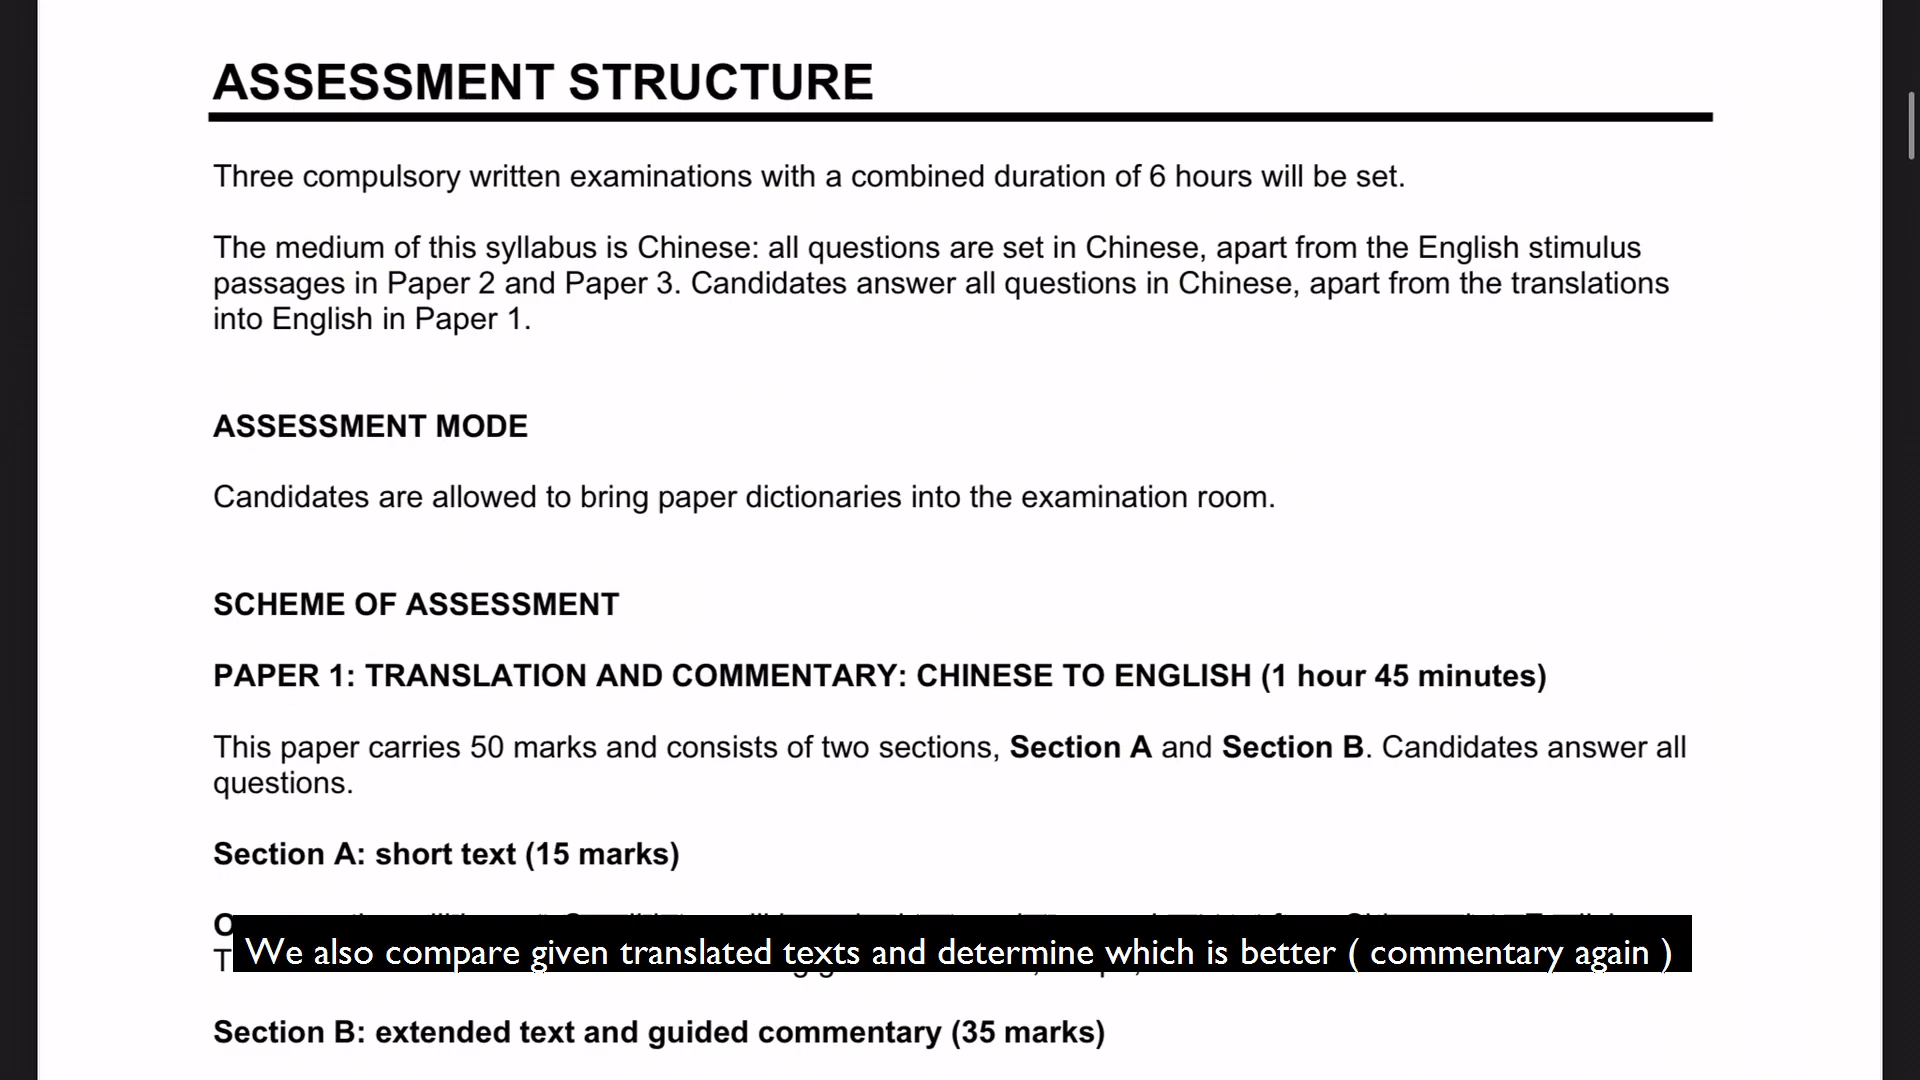 ASSESSMENT STRUCTURE
Three compulsory written examinations with a combined duration of 6 hours will be set.
The medium of this syllabus is Chinese: all questions are set in Chinese, apart from the English stimulus
passages in Paper 2 and Paper 3. Candidates answer all questions in Chinese, apart from the translations
into English in Paper 1.
ASSESSMENT MODE
Candidates are allowed to bring paper dictionaries into the examination room.
SCHEME OF ASSESSMENT
PAPER 1: TRANSLATION AND COMMENTARY: CHINESE TO ENGLISH (1 hour 45 minutes)
This paper carries 50 marks and consists of two sections, Section A and Section B. Candidates answer all
questions.
Section A: short text (15 marks)
We also compare given translated texts and determine which is better ( commentary again )
Section B: extended text and guided commentary (35 marks)